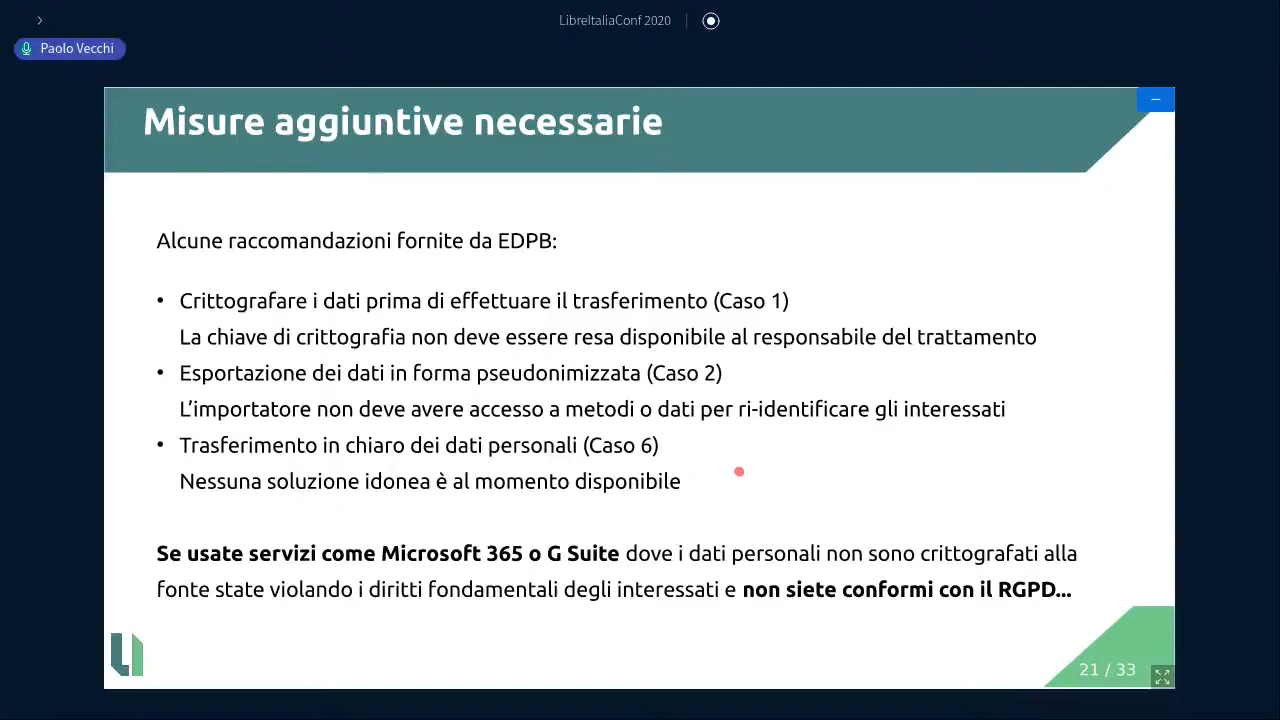 LibreItaliaConf 2020
Paolo Vecchi
Misure aggiuntive necessarie
Alcune raccomandazioni fornite da EDPB:
• Crittografare i dati prima di effettuare il trasferimento (Caso 1)
La chiave di crittografia non deve essere resa disponibile al responsabile del trattamento
• Esportazione dei dati in forma pseudonimizzata (Caso 2)
L’importatore non deve avere accesso a metodi o dati per ri-identificare gli interessati
• Trasferimento in chiaro dei dati personali (Caso 6)
Nessuna soluzione idonea è al momento disponibile
Se usate servizi come Microsoft 365 o G Suite dove i dati personali non sono crittografati alla
fonte state violando i diritti fondamentali degli interessati e non siete conformi con il RGPD...
21 / 33